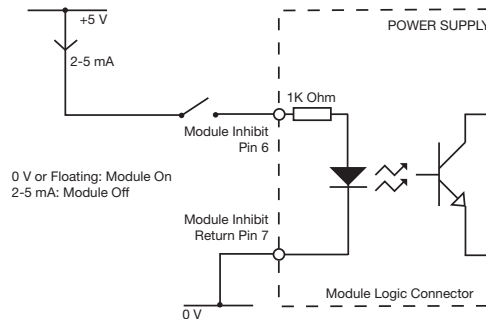 +5 V
POWER SUPPLY
2-5 mA
1K Ohm
Module Inhibit
Pin 6
0 V or Floating: Module On
2-5 mA: Module Off
Module Inhibit
Return Pin 7
Module Logic Connector
0 V